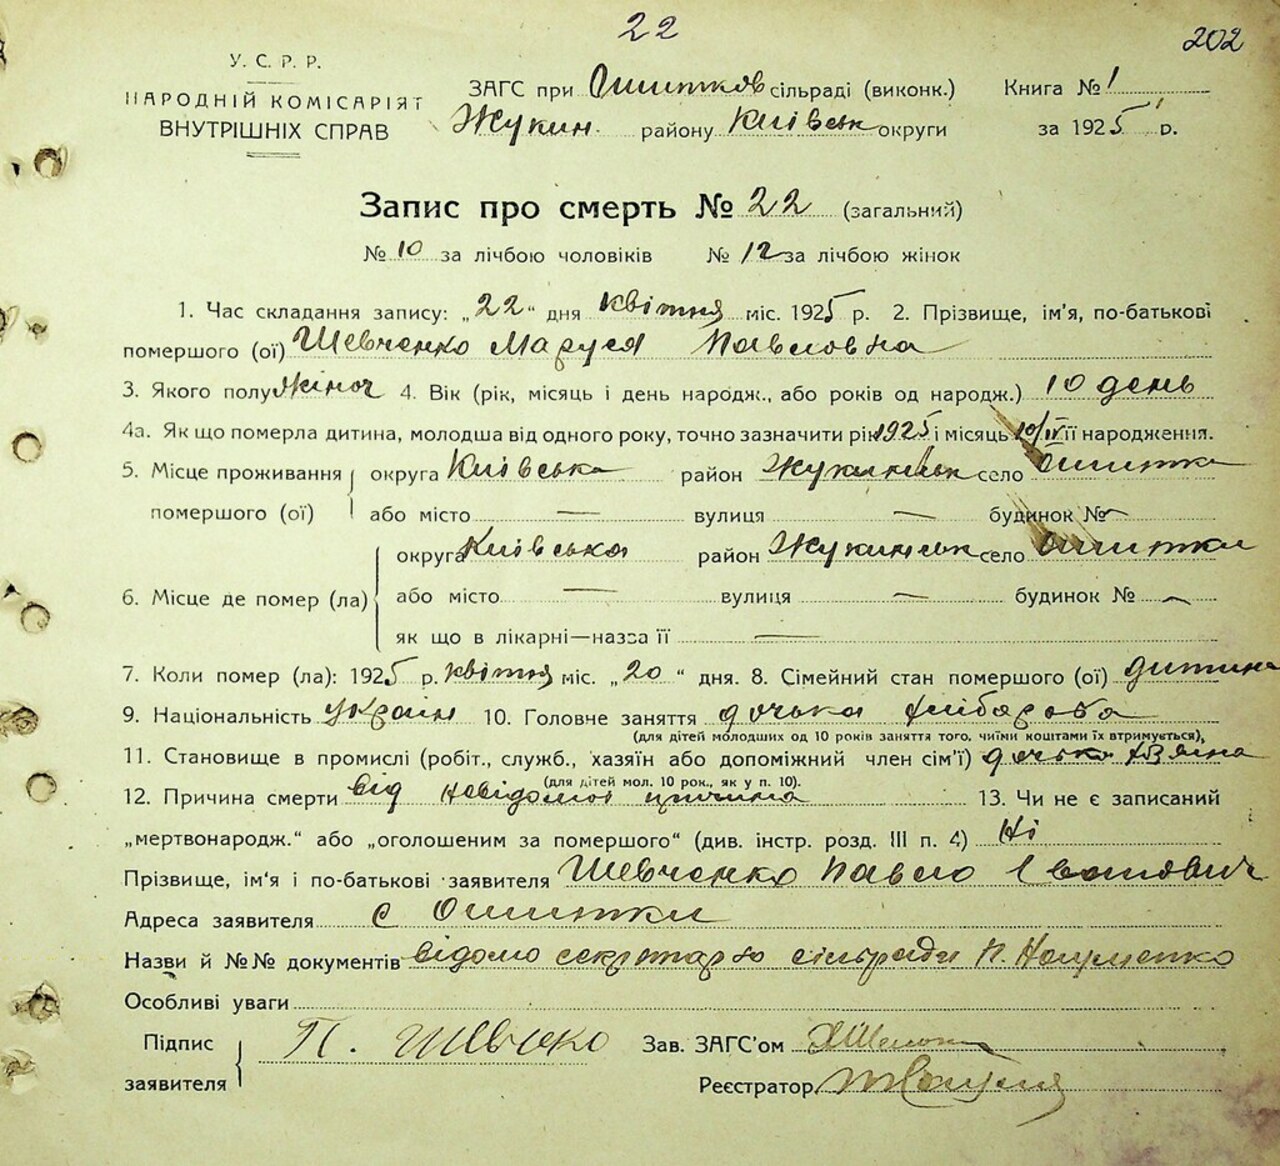 22
202
У. С. Р. Р.
НАРОДНІЙ КОМІСАРІЯТ
ВНУТРІШНІХ СПРАВ
ЗАГС при Ошитков сільраді (виконк.) Книга № 1
Жукин. району Київськ округи за 1925 р.
Запис про смерть № 22 (загальний)
№ 10 за лічбою чоловіків № 12 за лічбою жінок
1. Час складання запису: „22“ дня квітня міс. 1925 р. 2. Прізвище, ім'я, по-батькові
помершого (ої) Шевченко Маруся Павловна
3. Якого полу жіноч 4. Вік (рік, місяць і день народж., або років од народж.) 10 день
4а. Як що померла дитина, молодша від одного року, точно зазначити рік 1925 і місяць 10/IV її народження.
5. Місце проживання округа Київська район Жукинськ село Ошитки
помершого (ої) або місто — вулиця — будинок № —
округа Київська район Жукинськ село Ошитки
6. Місце де помер (ла) або місто — вулиця — будинок № —
як що в лікарні—назва її —
7. Коли помер (ла): 1925 р. квітня міс. „20“ дня. 8. Сімейний стан помершого (ої) дитина
9. Національність україн 10. Головне заняття дочька хлібороба
(для дітей молодших од 10 років заняття того, чиїми коштами їх втримується),
11. Становище в промислі (робіт., служб., хазяїн або допоміжний член сім'ї) дочько хазяїна
(для дітей мол. 10 рок., як у п. 10).
12. Причина смерти від невідомої причини 13. Чи не є записаний
„мертвонародж.“ або „оголошеним за помершого“ (див. інстр. розд. III п. 4) Ні
Прізвище, ім'я і по-батькові заявителя Шевченко Павло Іванович
Адреса заявителя с Ошитки
Назви й №№ документів відомо секретарю сільради П. Науменко
Особливі уваги
Підпис П. Шевченко Зав. ЗАГС'ом
заявителя Реєстратор